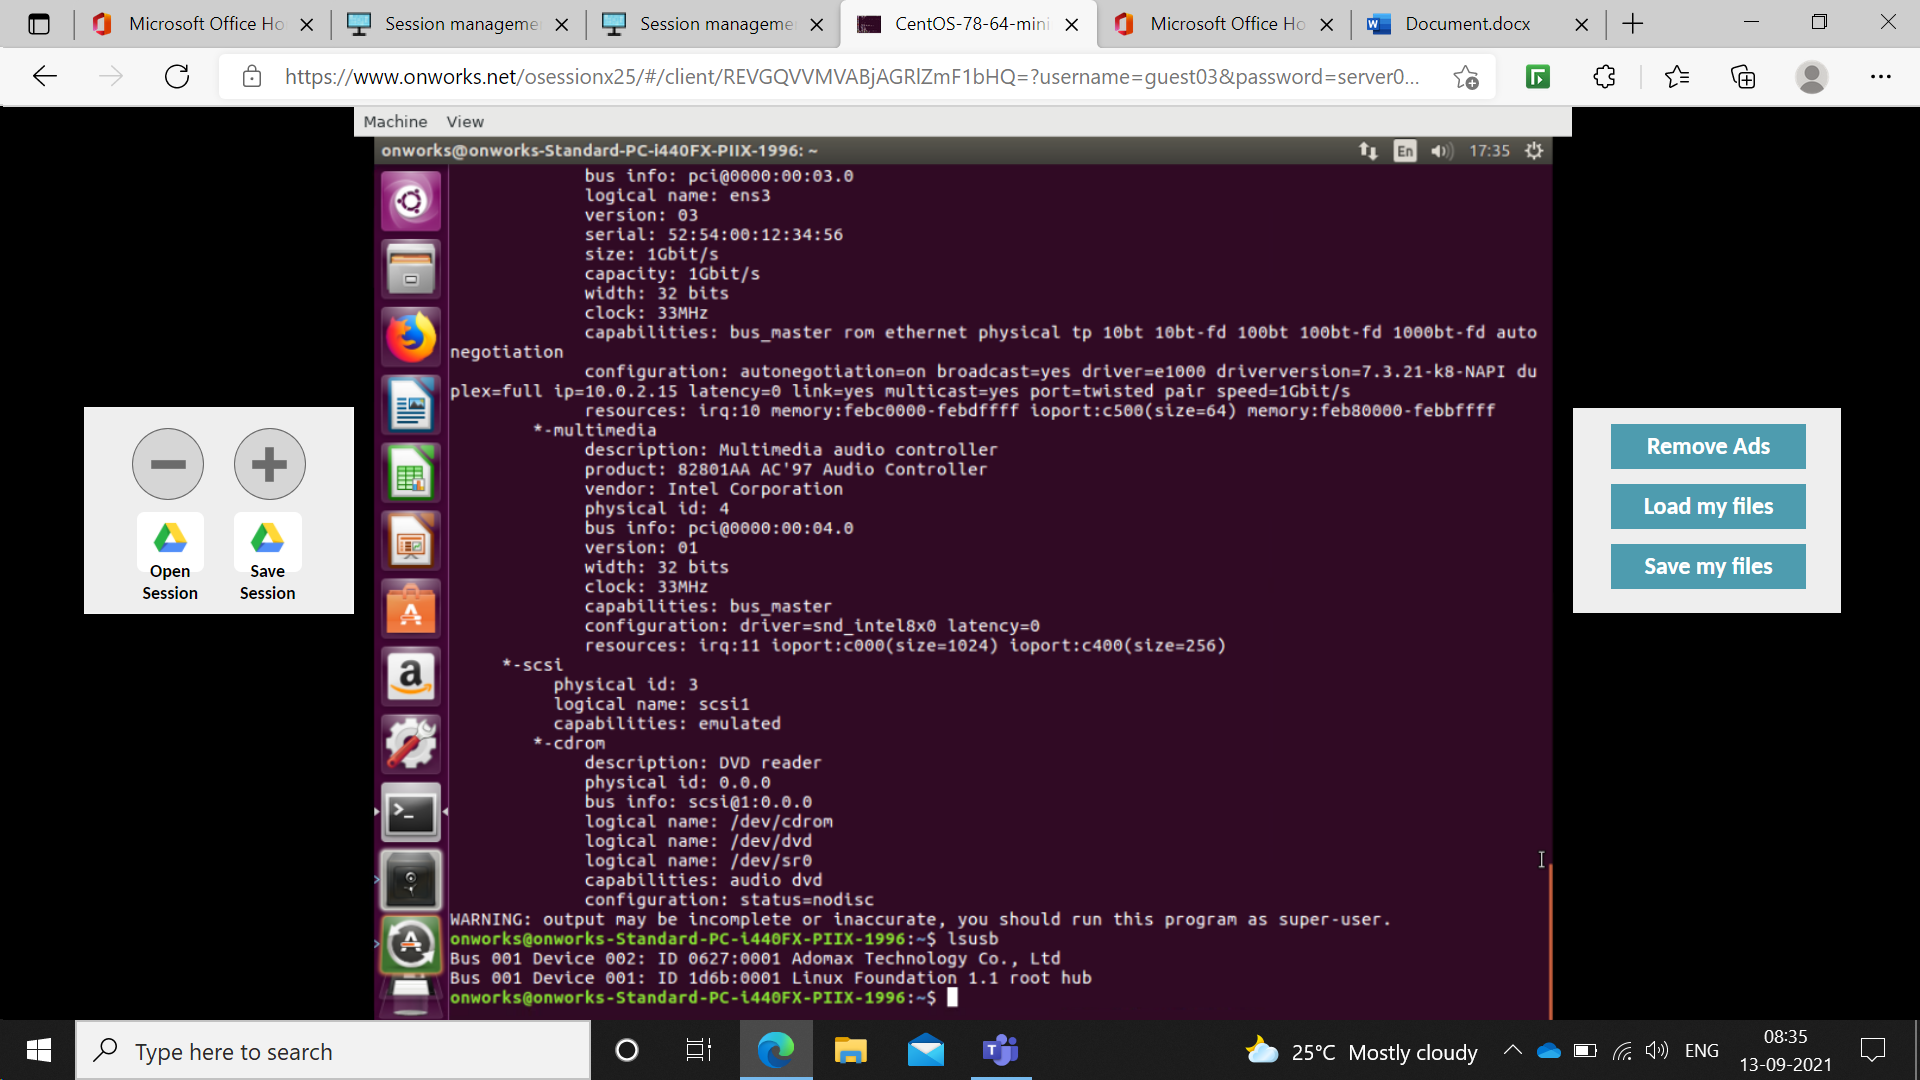 Microsoft Office Ho
Session manageme
Session manageme
CentOS-78-64-mini
Microsoft Office Ho
Document.docx
https://www.onworks.net/osessionx25/#/client/REVGQVVMVABjAGRlZmF1bHQ=?username=guest03&password=server0...
Machine View
onworks@onworks-Standard-PC-i440FX-PIIX-1996: ~
En 17:35
bus info: pci@0000:00:03.0
logical name: ens3
version: 03
serial: 52:54:00:12:34:56
size: 1Gbit/s
capacity: 1Gbit/s
width: 32 bits
clock: 33MHz
capabilities: bus_master rom ethernet physical tp 10bt 10bt-fd 100bt 100bt-fd 1000bt-fd auto
negotiation
configuration: autonegotiation=on broadcast=yes driver=e1000 driverversion=7.3.21-k8-NAPI du
plex=full ip=10.0.2.15 latency=0 link=yes multicast=yes port=twisted pair speed=1Gbit/s
resources: irq:10 memory:febc0000-febdffff ioport:c500(size=64) memory:feb80000-febbffff
*-multimedia
description: Multimedia audio controller
product: 82801AA AC'97 Audio Controller
vendor: Intel Corporation
physical id: 4
bus info: pci@0000:00:04.0
version: 01
width: 32 bits
clock: 33MHz
capabilities: bus_master
configuration: driver=snd_intel8x0 latency=0
resources: irq:11 ioport:c000(size=1024) ioport:c400(size=256)
*-scsi
physical id: 3
logical name: scsi1
capabilities: emulated
*-cdrom
description: DVD reader
physical id: 0.0.0
bus info: scsi@1:0.0.0
logical name: /dev/cdrom
logical name: /dev/dvd
logical name: /dev/sr0
capabilities: audio dvd
configuration: status=nodisc
WARNING: output may be incomplete or inaccurate, you should run this program as super-user.
onworks@onworks-Standard-PC-i440FX-PIIX-1996:~$ lsusb
Bus 001 Device 002: ID 0627:0001 Adomax Technology Co., Ltd
Bus 001 Device 001: ID 1d6b:0001 Linux Foundation 1.1 root hub
onworks@onworks-Standard-PC-i440FX-PIIX-1996:~$
Open
Session
Save
Session
Remove Ads
Load my files
Save my files
Type here to search
25°C Mostly cloudy
ENG
08:35
13-09-2021